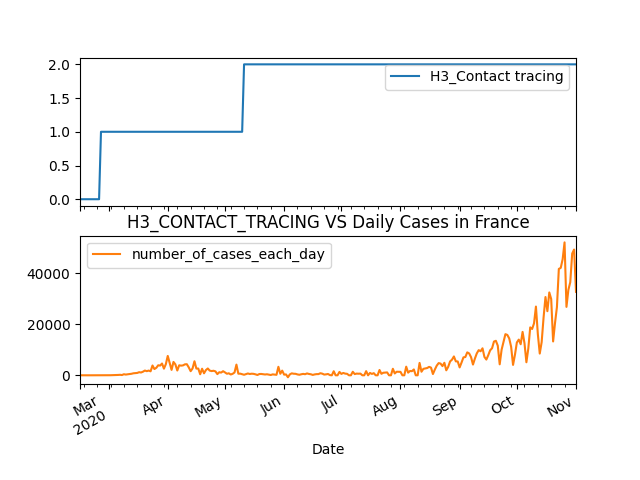 2.0
1.5
1.0
0.5
0.0
H3_Contact tracing
H3_CONTACT_TRACING VS Daily Cases in France
number_of_cases_each_day
40000
20000
0
Mar
2020
Apr
May
Jun
Jul
Aug
Sep
Oct
Nov
Date